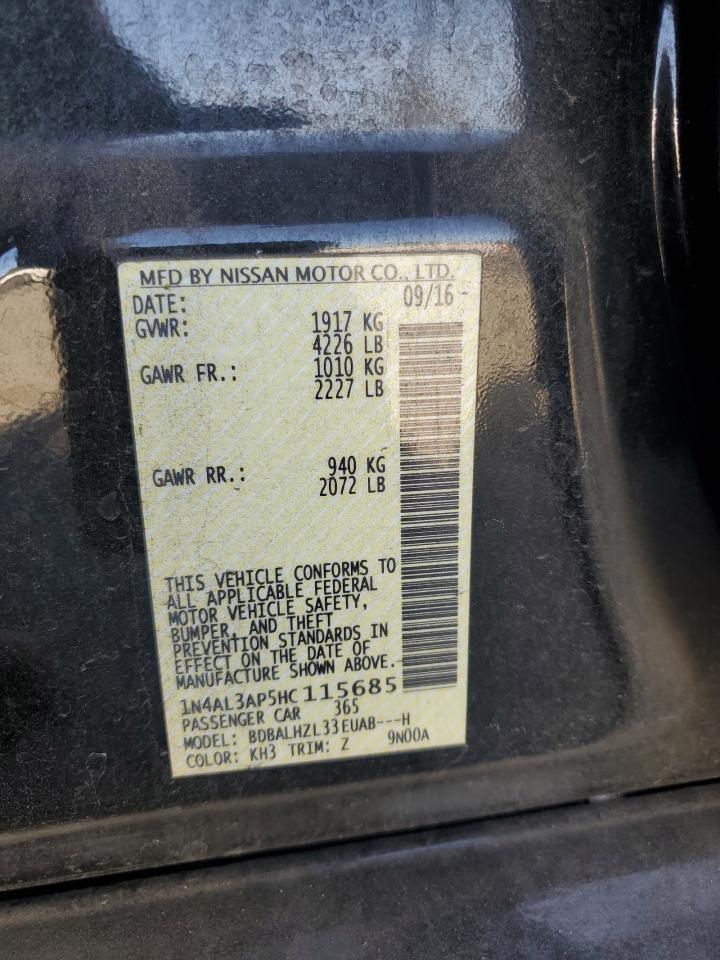 MFD BY NISSAN MOTOR CO., LTD.
DATE: 09/16
GVWR: 1917 KG
4226 LB
GAWR FR.: 1010 KG
2227 LB
GAWR RR.: 940 KG
2072 LB
THIS VEHICLE CONFORMS TO
ALL APPLICABLE FEDERAL
MOTOR VEHICLE SAFETY,
BUMPER, AND THEFT
PREVENTION STANDARDS IN
EFFECT ON THE DATE OF
MANUFACTURE SHOWN ABOVE.
1N4AL3AP5HC115685
PASSENGER CAR 365
MODEL: BDBALHZL33EUAB---H
COLOR: KH3 TRIM: Z 9N00A